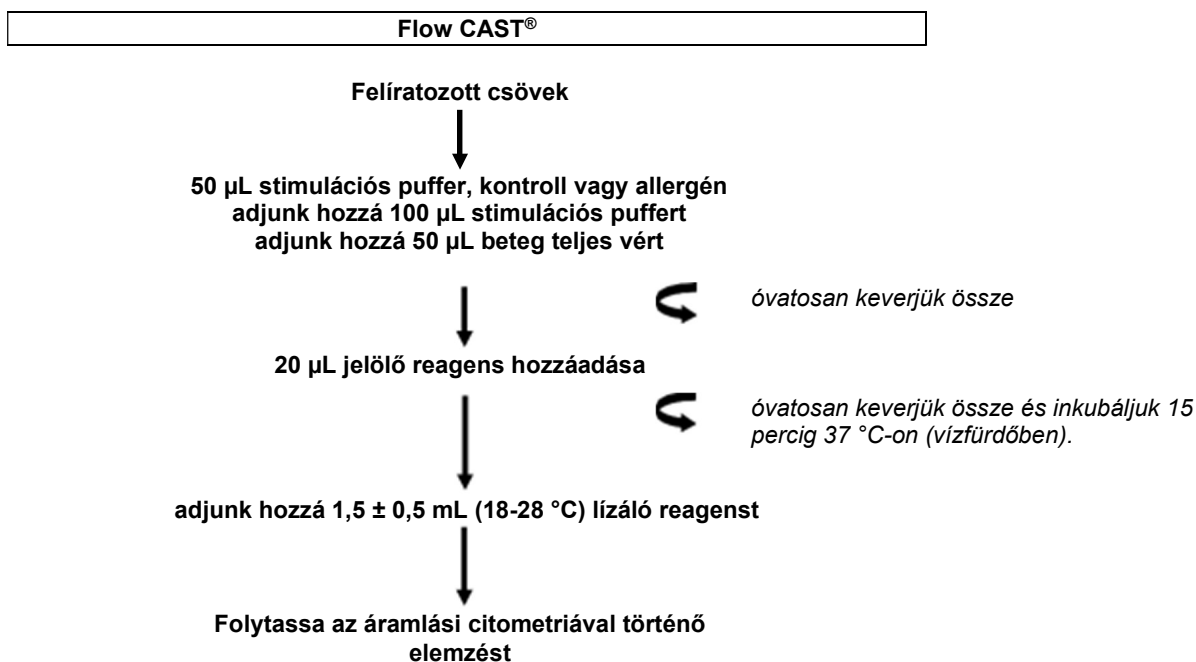 Flow CAST®
Felíratozott csövek
50 µL stimulációs puffer, kontroll vagy allergén
adjunk hozzá 100 µL stimulációs puffert
adjunk hozzá 50 µL beteg teljes vért
óvatosan keverjük össze
20 µL jelölő reagens hozzáadása
óvatosan keverjük össze és inkubáljuk 15
percig 37 °C-on (vízfürdőben).
adjunk hozzá 1,5 ± 0,5 mL (18-28 °C) lízáló reagenst
Folytassa az áramlási citometriával történő
elemzést